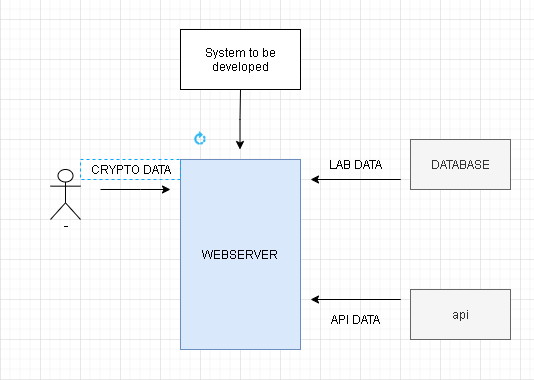 System to be
developed
CRYPTO DATA
LAB DATA
DATABASE
-
WEBSERVER
API DATA
api